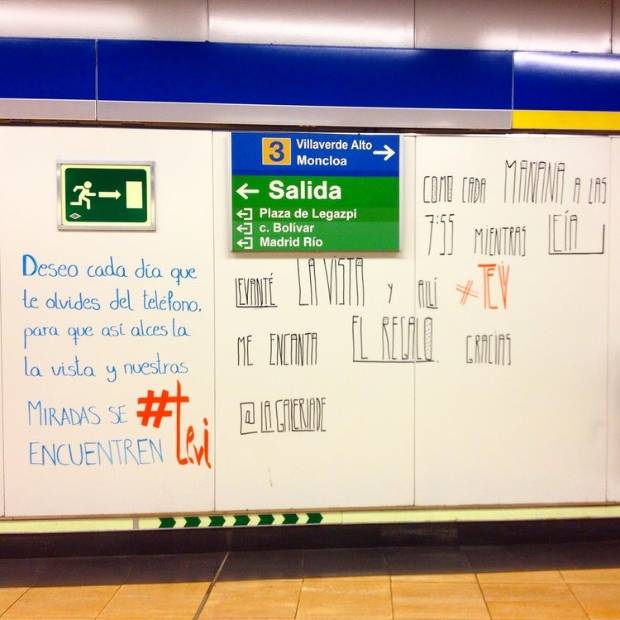 3 Villaverde Alto
Moncloa
Salida
Plaza de Legazpi
c. Bolívar
Madrid Río
Deseo cada día que
te olvides del teléfono,
para que así alces la
la vista y nuestras
MIRADAS SE
ENCUENTREN #tevi
COMO CADA MAÑANA A LAS
7:55 MIENTRAS LEÍA
LEVANTÉ LA VISTA Y ALLÍ #TEVI
ME ENCANTA EL REGALO. GRACIAS
@LAGALERIADE